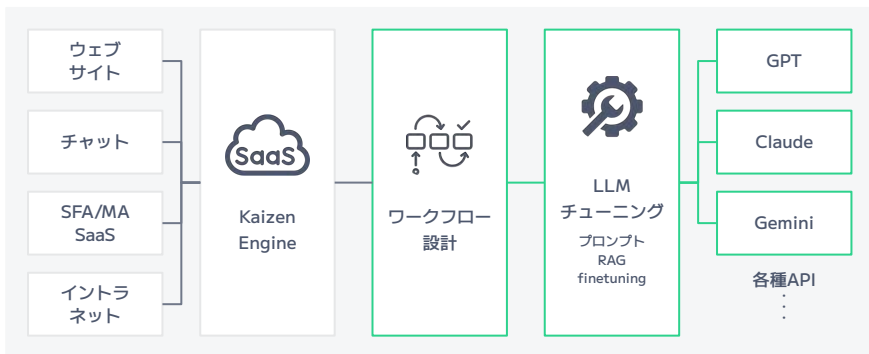 ウェブ
サイト
チャット
SFA/MA
SaaS
イントラ
ネット
SaaS
Kaizen
Engine
ワークフロー
設計
LLM
チューニング
プロンプト
RAG
finetuning
GPT
Claude
Gemini
各種API